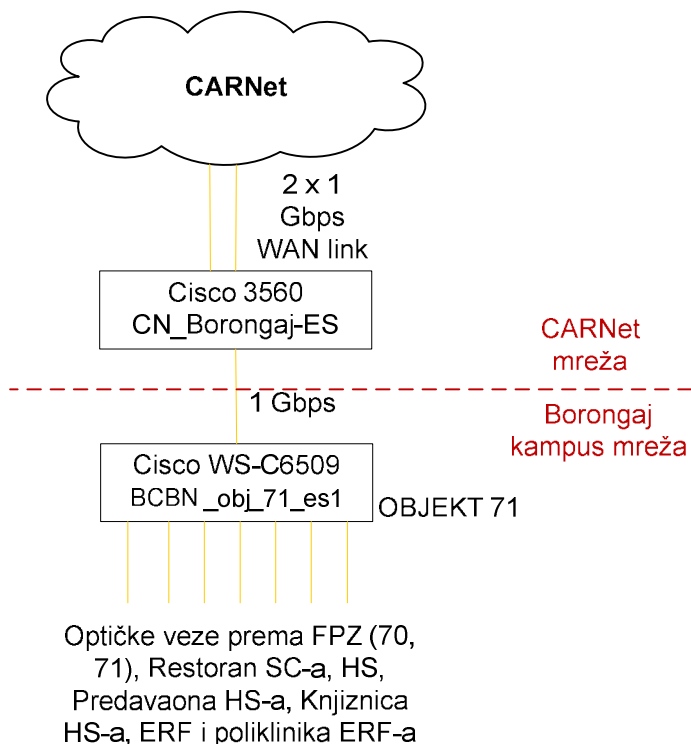 CARNet
2 x 1
Gbps
WAN link
Cisco 3560
CN_Borongaj-ES
CARNet
mreža
1 Gbps
Borongaj
kampus mreža
Cisco WS-C6509
BCBN _obj_71_es1
OBJEKT 71
Optičke veze prema FPZ (70,
71), Restoran SC-a, HS,
Predavaona HS-a, Knjiznica
HS-a, ERF i poliklinika ERF-a